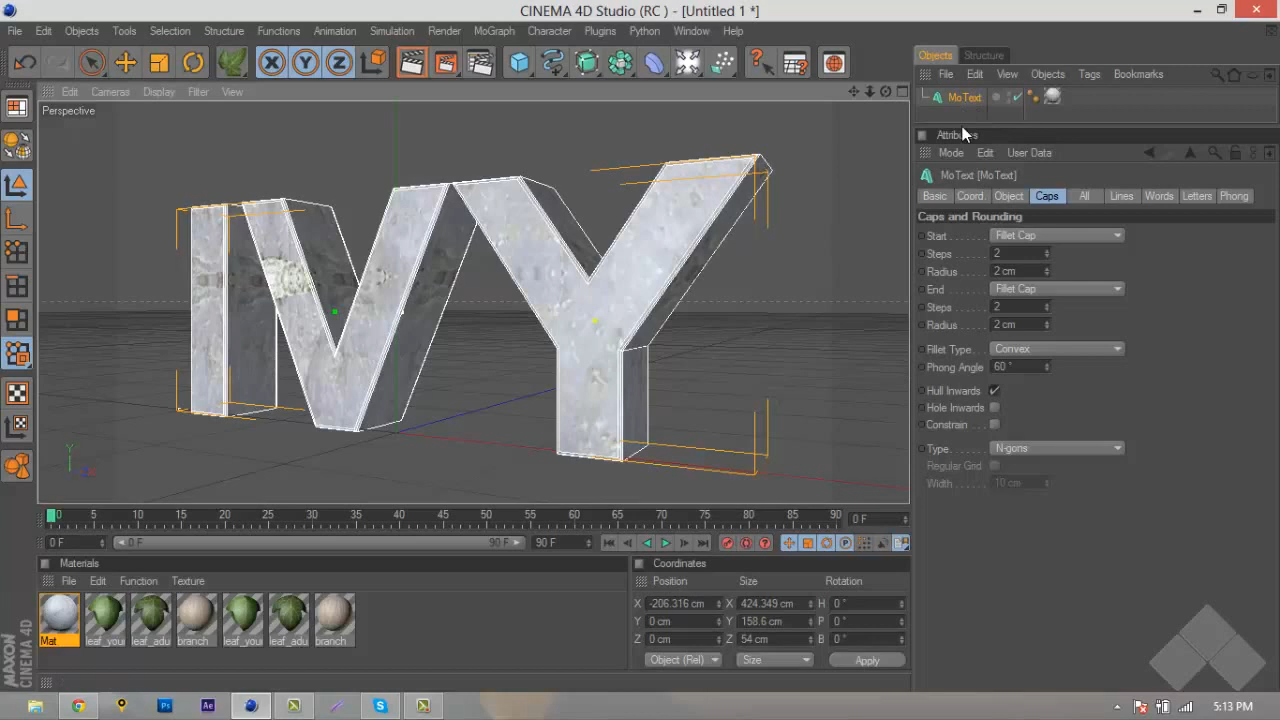 CINEMA 4D Studio (RC ) - [Untitled 1 *]
File Edit Objects Tools Selection Structure Functions Animation Simulation Render MoGraph Character Plugins Python Window Help
Objects Structure
File Edit View Objects Tags Bookmarks
MoText
Edit Cameras Display Filter View
Perspective
Attributes
Mode Edit User Data
MoText [MoText]
Basic Coord. Object Caps All Lines Words Letters Phong
Caps and Rounding
Start Fillet Cap
Steps 2
Radius 2 cm
End Fillet Cap
Steps 2
Radius 2 cm
Fillet Type Convex
Phong Angle 60 °
Hull Inwards
Hole Inwards
Constrain
Type N-gons
Regular Grid
Width 10 cm
IVY
Y
X Y Z
0 5 10 15 20 25 30 35 40 45 50 55 60 65 70 75 80 85 90 0 F
0 F 0 F 90 F 90 F
Materials
File Edit Function Texture
Mat leaf_you leaf_adu branch leaf_you leaf_adu branch
Coordinates
Position Size Rotation
X -206.316 cm X 424.349 cm H 0 °
Y 0 cm Y 158.6 cm P 0 °
Z 0 cm Z 54 cm B 0 °
Object (Rel) Size Apply
MAXON
CINEMA 4D
Ps Ae
5:13 PM